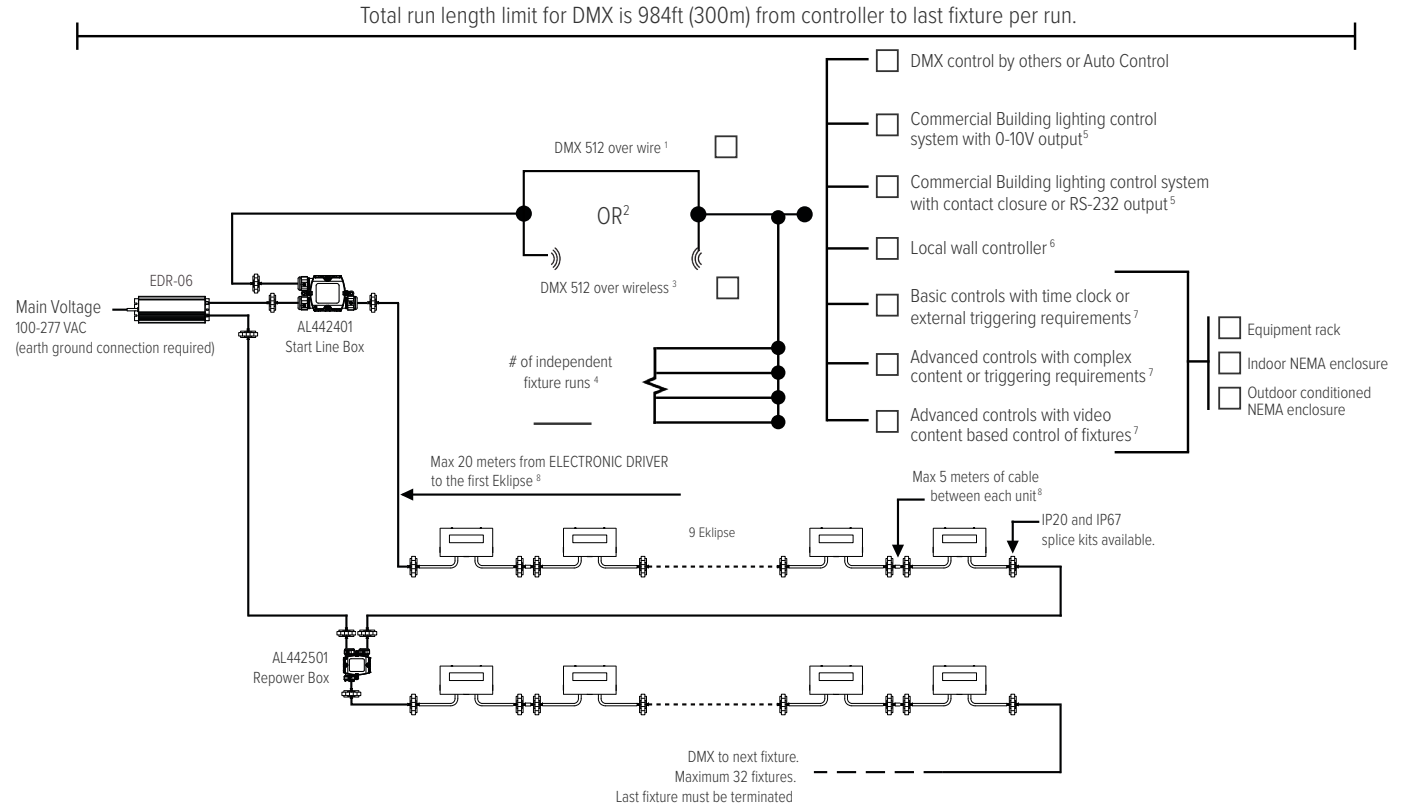 Total run length limit for DMX is 984ft (300m) from controller to last fixture per run.
DMX control by others or Auto Control
Commercial Building lighting control
system with 0-10V output⁵
Commercial Building lighting control system
with contact closure or RS-232 output⁵
Local wall controller ⁶
Basic controls with time clock or
external triggering requirements ⁷
Advanced controls with complex
content or triggering requirements ⁷
Advanced controls with video
content based control of fixtures ⁷
Equipment rack
Indoor NEMA enclosure
Outdoor conditioned
NEMA enclosure
DMX 512 over wire ¹
OR²
DMX 512 over wireless ³
# of independent
fixture runs ⁴
EDR-06
Main Voltage
100-277 VAC
(earth ground connection required)
AL442401
Start Line Box
Max 20 meters from ELECTRONIC DRIVER
to the first Eklipse ⁸
9 Eklipse
Max 5 meters of cable
between each unit⁸
IP20 and IP67
splice kits available.
AL442501
Repower Box
DMX to next fixture.
Maximum 32 fixtures.
Last fixture must be terminated